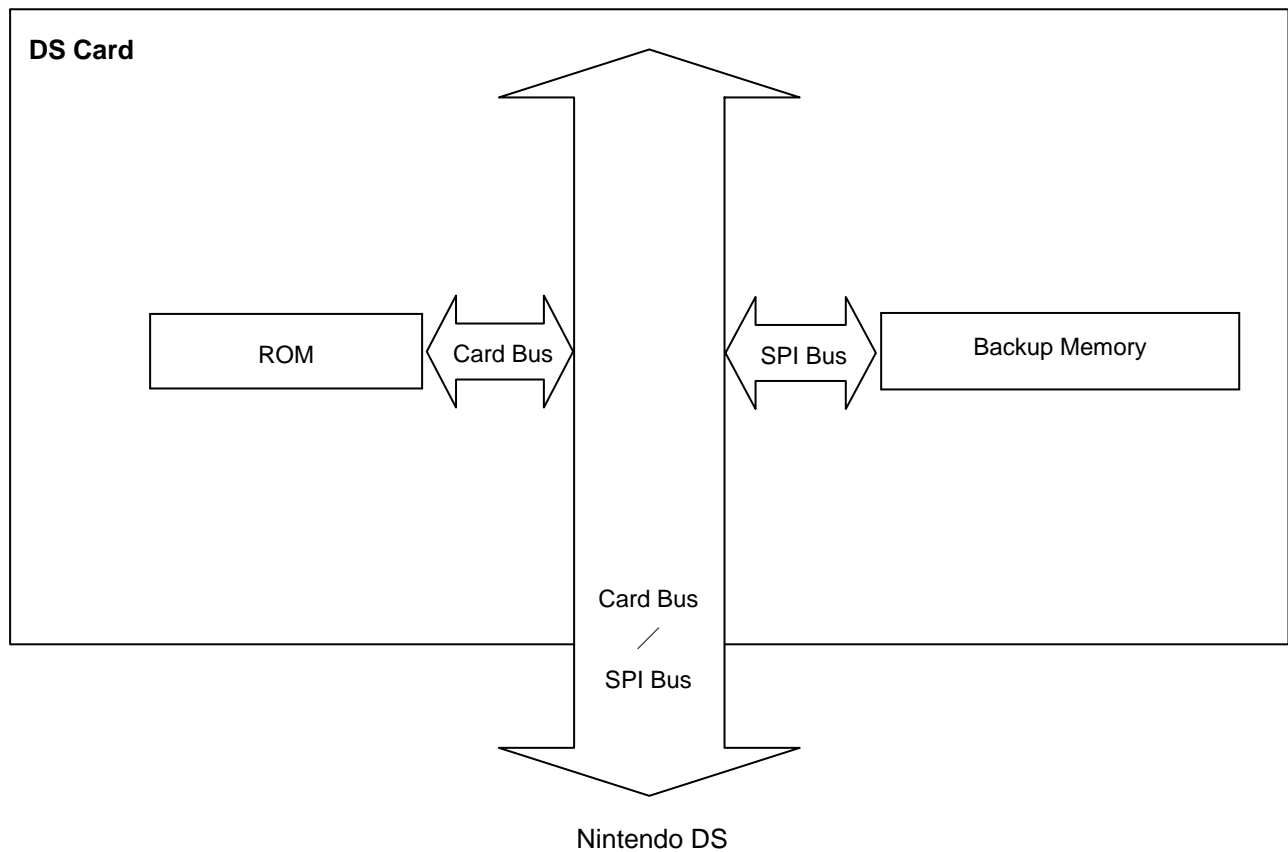 DS Card
ROM
Card Bus
SPI Bus
Backup Memory
Card Bus
/
SPI Bus
Nintendo DS